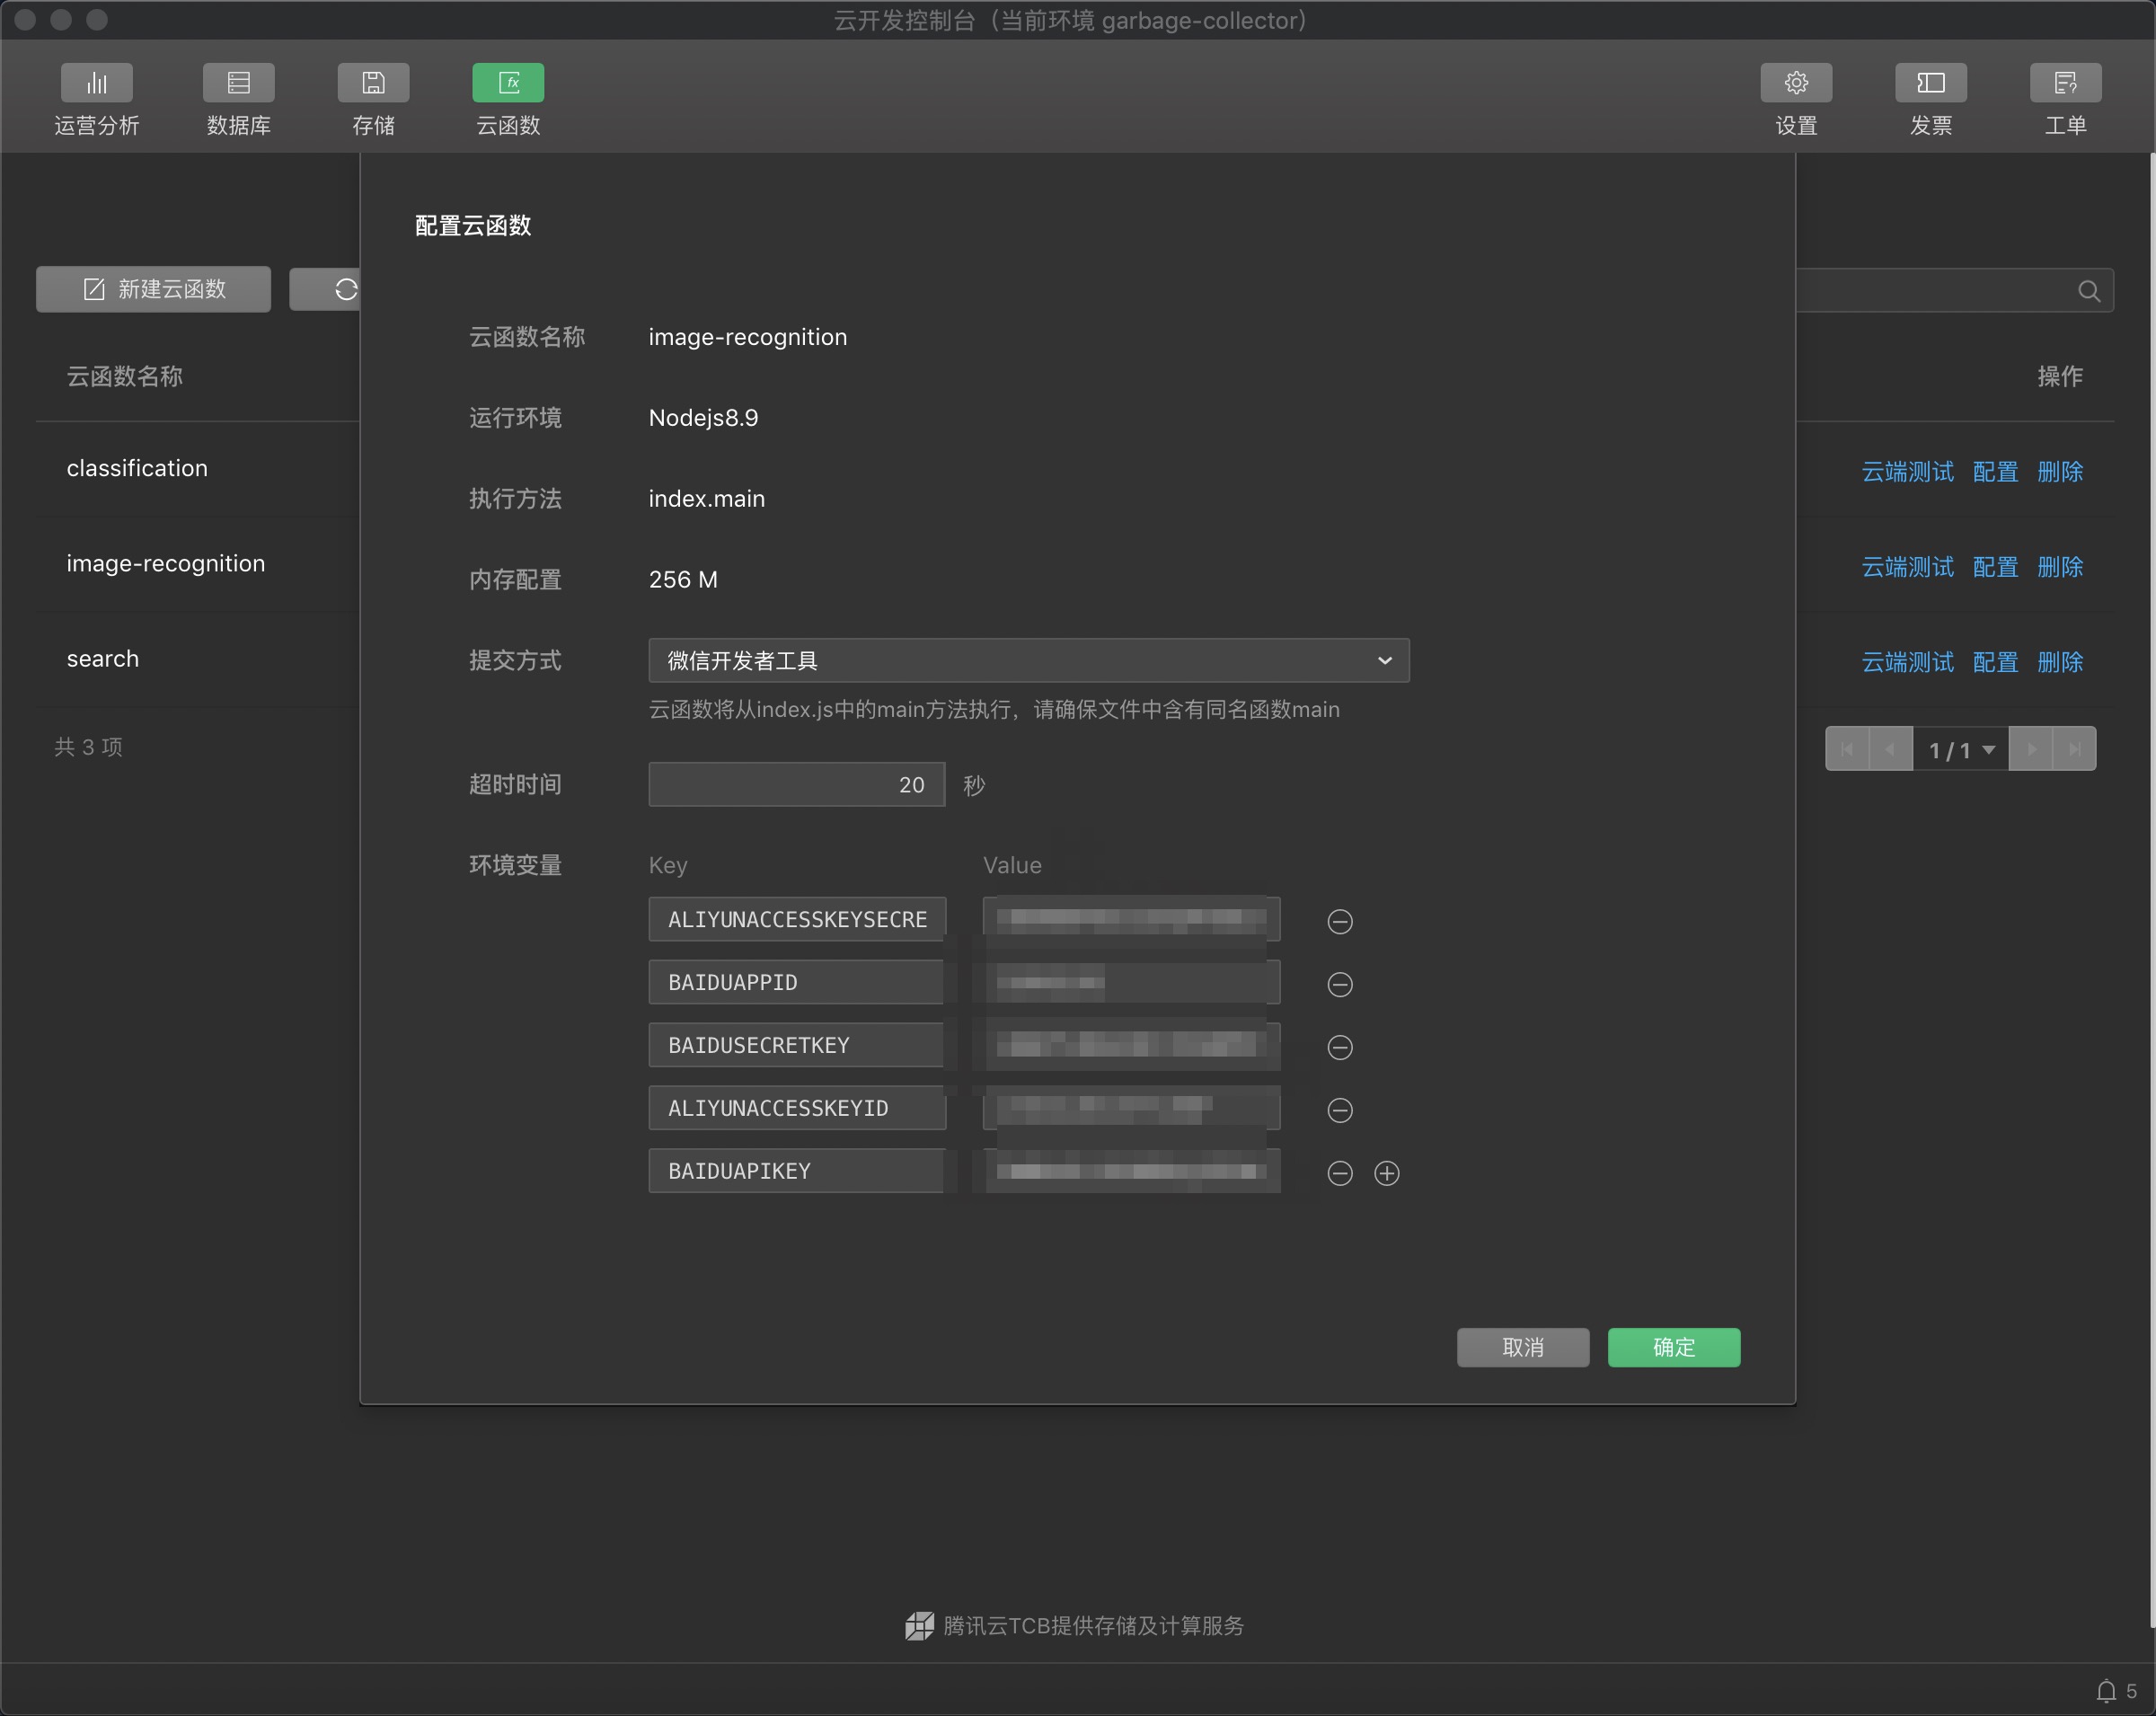 云开发控制台（当前环境 garbage-collector）
运营分析 数据库 存储 云函数 设置 发票 工单
配置云函数
新建云函数
云函数名称 操作
classification 云端测试 配置 删除
image-recognition 云端测试 配置 删除
search 云端测试 配置 删除
共 3 项 1 / 1
云函数名称 image-recognition
运行环境 Nodejs8.9
执行方法 index.main
内存配置 256 M
提交方式 微信开发者工具
云函数将从index.js中的main方法执行，请确保文件中含有同名函数main
超时时间 20 秒
环境变量 Key Value
ALIYUNACCESSKEYSECRE
BAIDUAPPID
BAIDUSECRETKEY
ALIYUNACCESSKEYID
BAIDUAPIKEY
取消 确定
腾讯云TCB提供存储及计算服务
5